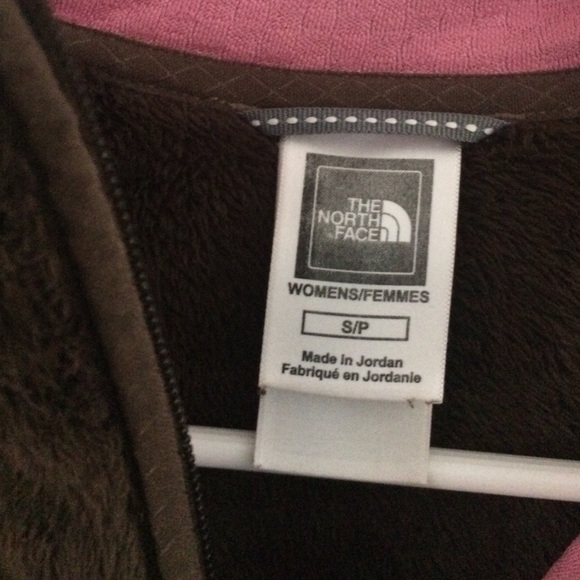 THE
NORTH
FACE
WOMENS/FEMMES
S/P
Made in Jordan
Fabriqué en Jordanie